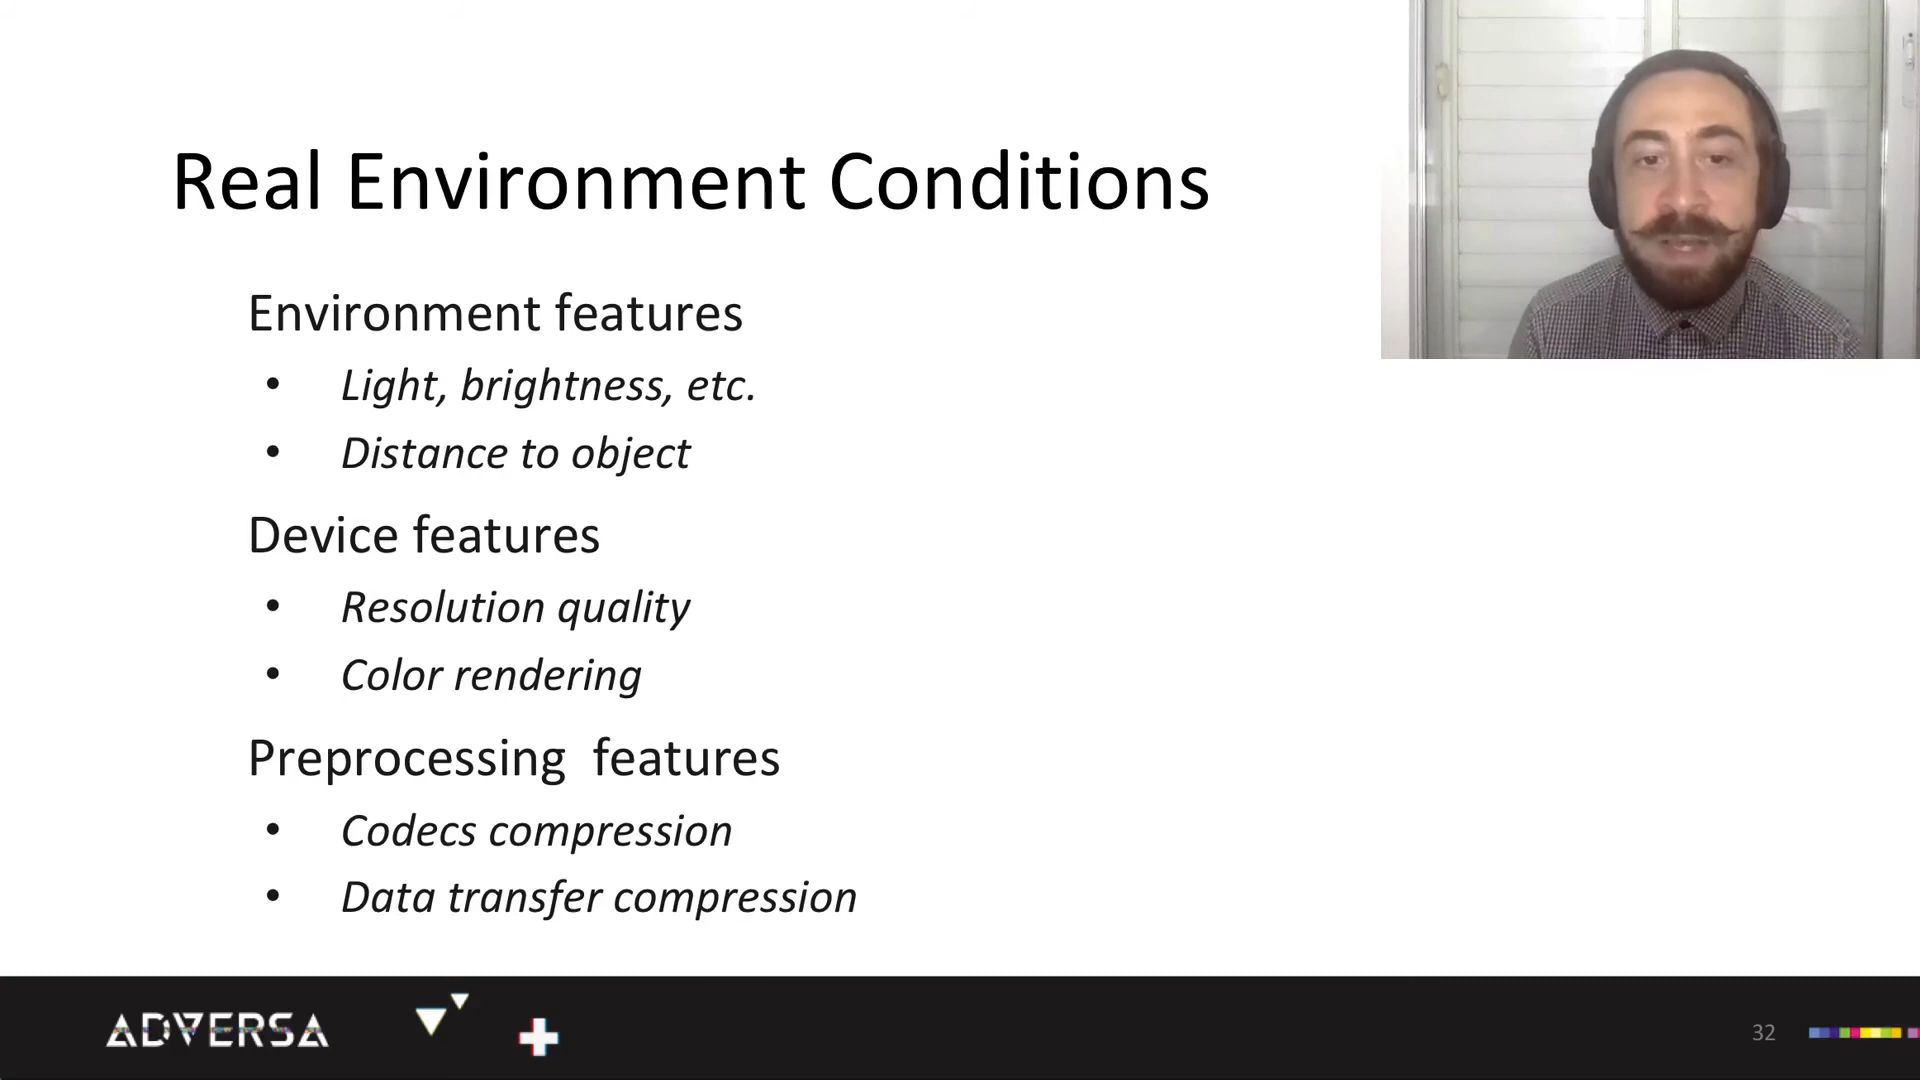 Real Environment Conditions
Environment features
• Light, brightness, etc.
• Distance to object
Device features
• Resolution quality
• Color rendering
Preprocessing  features
• Codecs compression
• Data transfer compression
ADVERSA
32